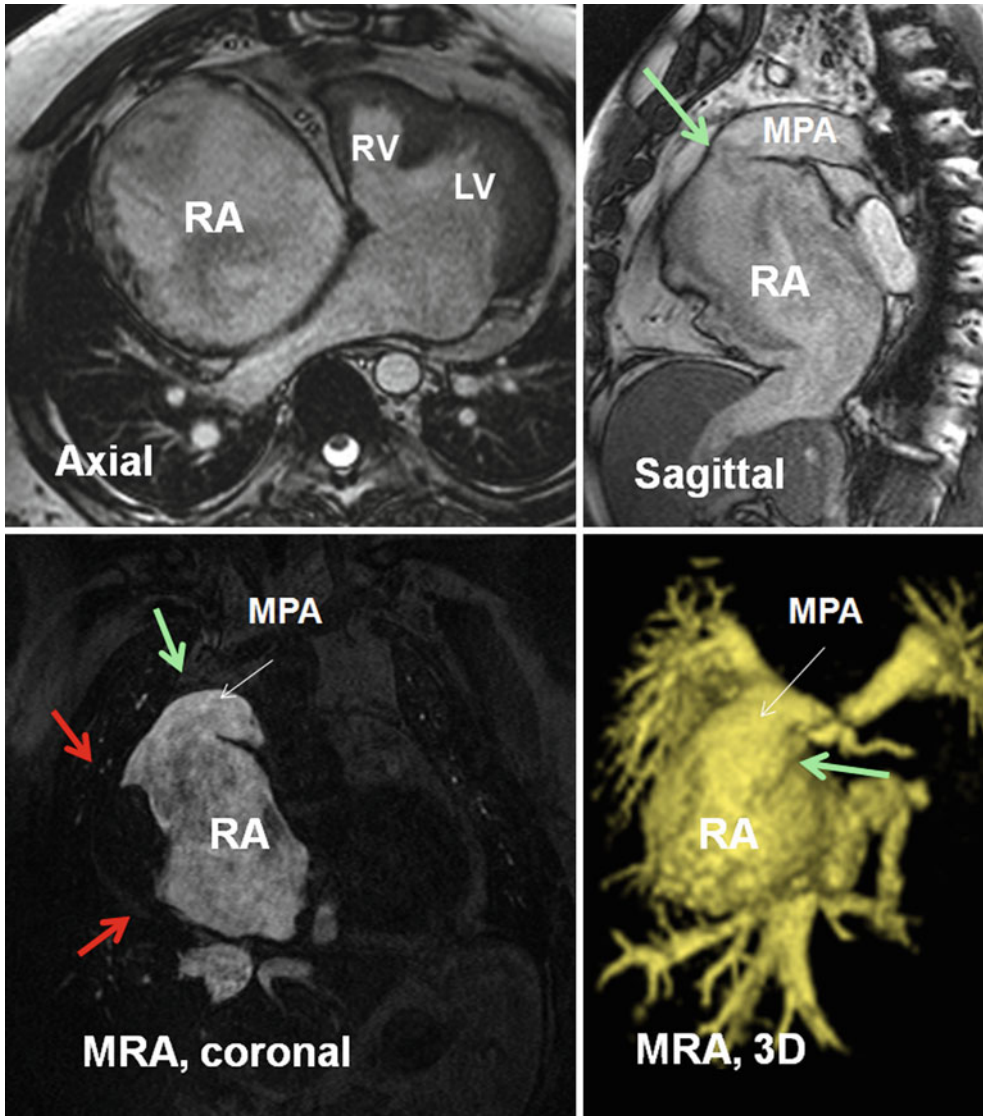 RA
RV
LV
Axial
MPA
RA
Sagittal
MPA
RA
MRA, coronal
MPA
RA
MRA, 3D